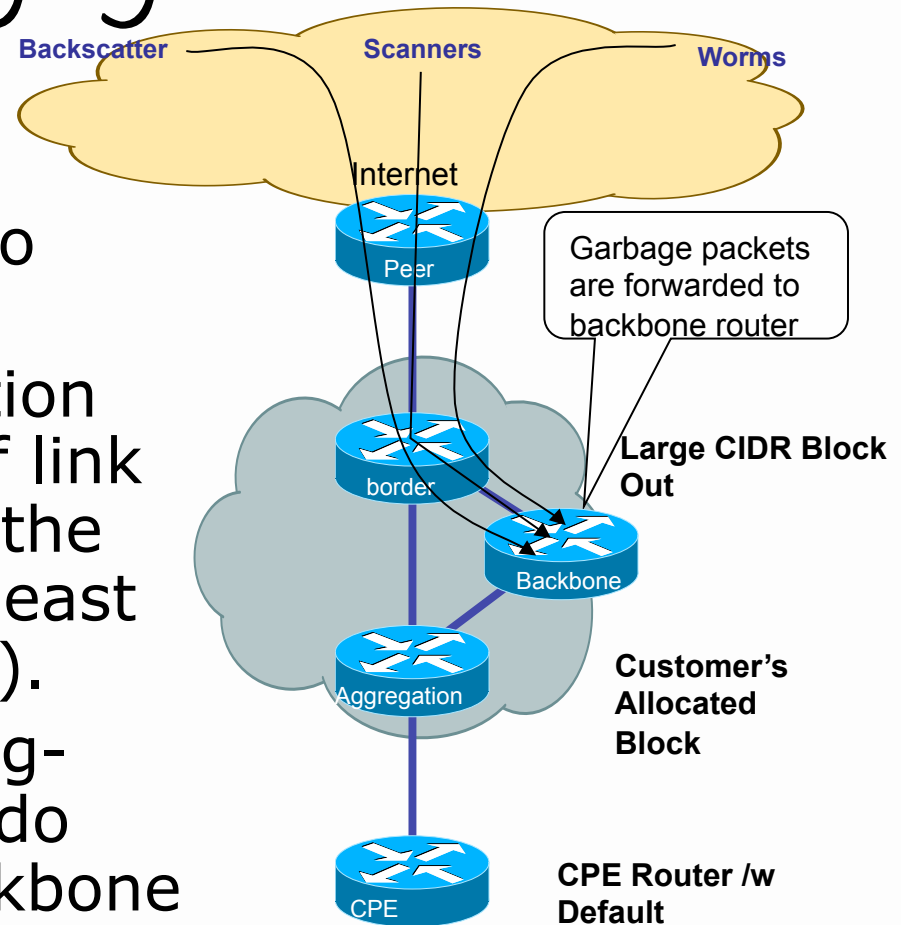 Backscatter
Scanners
Worms
Internet
o
Peer
Garbage packets
are forwarded to
backbone router
tion
f link
the
east
).
border
Large CIDR Block
Out
Backbone
Aggregation
Customer’s
Allocated
Block
g-
do
kbone
CPE
CPE Router /w
Default